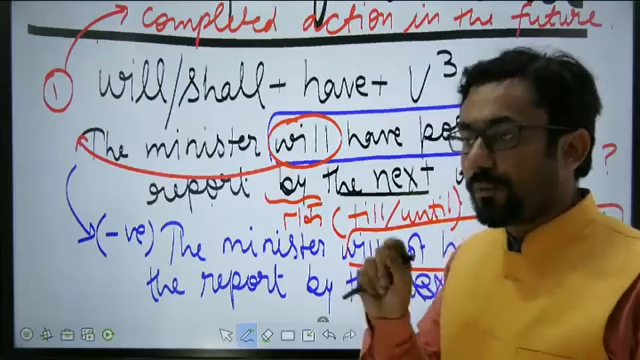 completed action in the future
① will/shall + have + V³
The minister will have
report by the next ?
(till/until)
(-ve) The minister will
the report by